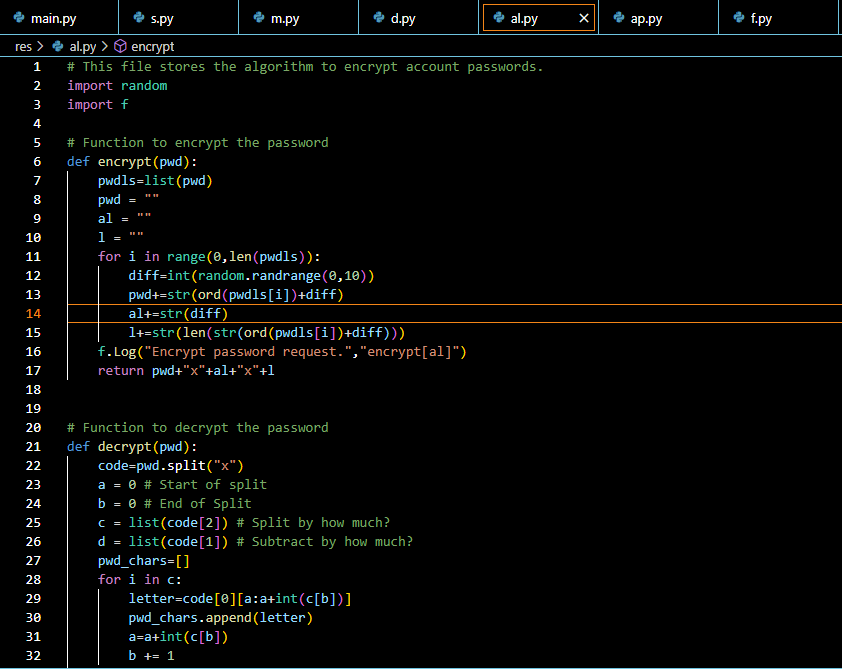 main.py s.py m.py d.py al.py × ap.py f.py
res > al.py > encrypt
1 # This file stores the algorithm to encrypt account passwords.
2 import random
3 import f
4
5 # Function to encrypt the password
6 def encrypt(pwd):
7     pwdls=list(pwd)
8     pwd = ""
9     al = ""
10     l = ""
11     for i in range(0,len(pwdls)):
12         diff=int(random.randrange(0,10))
13         pwd+=str(ord(pwdls[i])+diff)
14         al+=str(diff)
15         l+=str(len(str(ord(pwdls[i])+diff)))
16     f.Log("Encrypt password request.","encrypt[al]")
17     return pwd+"x"+al+"x"+l
18
19
20 # Function to decrypt the password
21 def decrypt(pwd):
22     code=pwd.split("x")
23     a = 0 # Start of split
24     b = 0 # End of Split
25     c = list(code[2]) # Split by how much?
26     d = list(code[1]) # Subtract by how much?
27     pwd_chars=[]
28     for i in c:
29         letter=code[0][a:a+int(c[b])]
30         pwd_chars.append(letter)
31         a=a+int(c[b])
32         b += 1